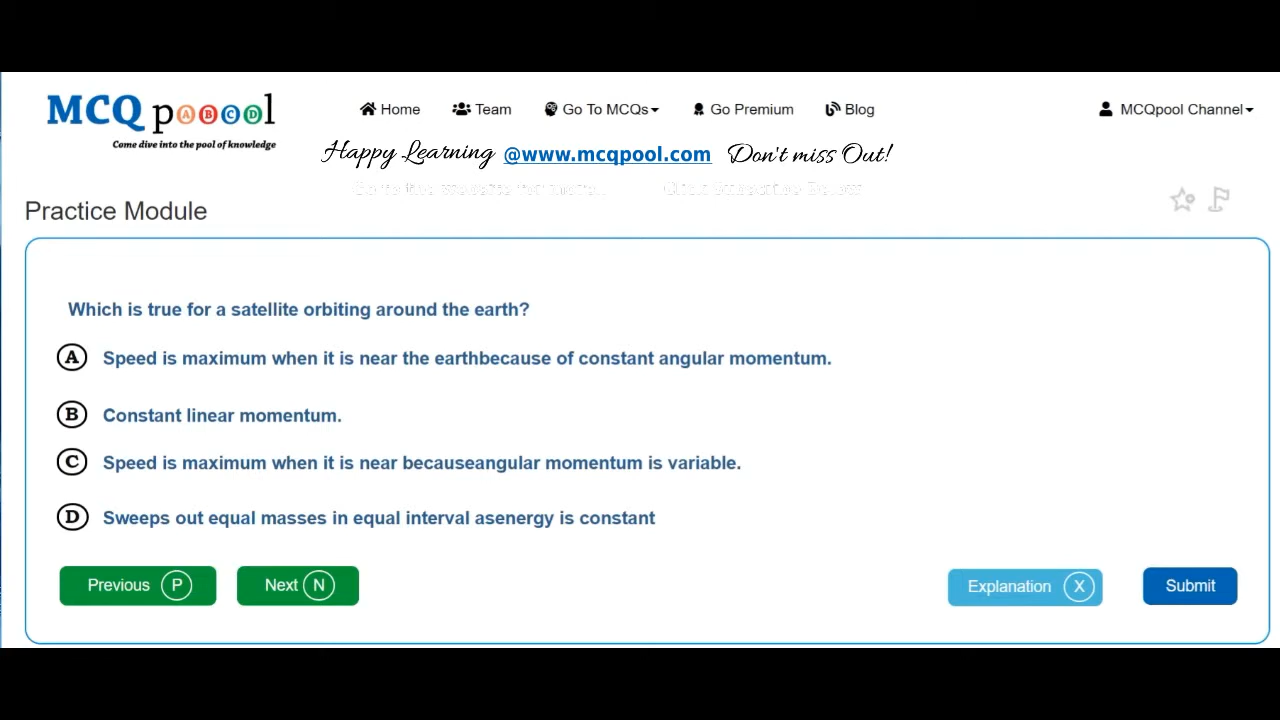 MCQ pABCDl
Come dive into the pool of knowledge
Home Team Go To MCQs Go Premium Blog MCQpool Channel
Happy Learning @www.mcqpool.com Don't miss Out!
Practice Module
Which is true for a satellite orbiting around the earth?
A Speed is maximum when it is near the earthbecause of constant angular momentum.
B Constant linear momentum.
C Speed is maximum when it is near becauseangular momentum is variable.
D Sweeps out equal masses in equal interval asenergy is constant
Previous P Next N Explanation X Submit